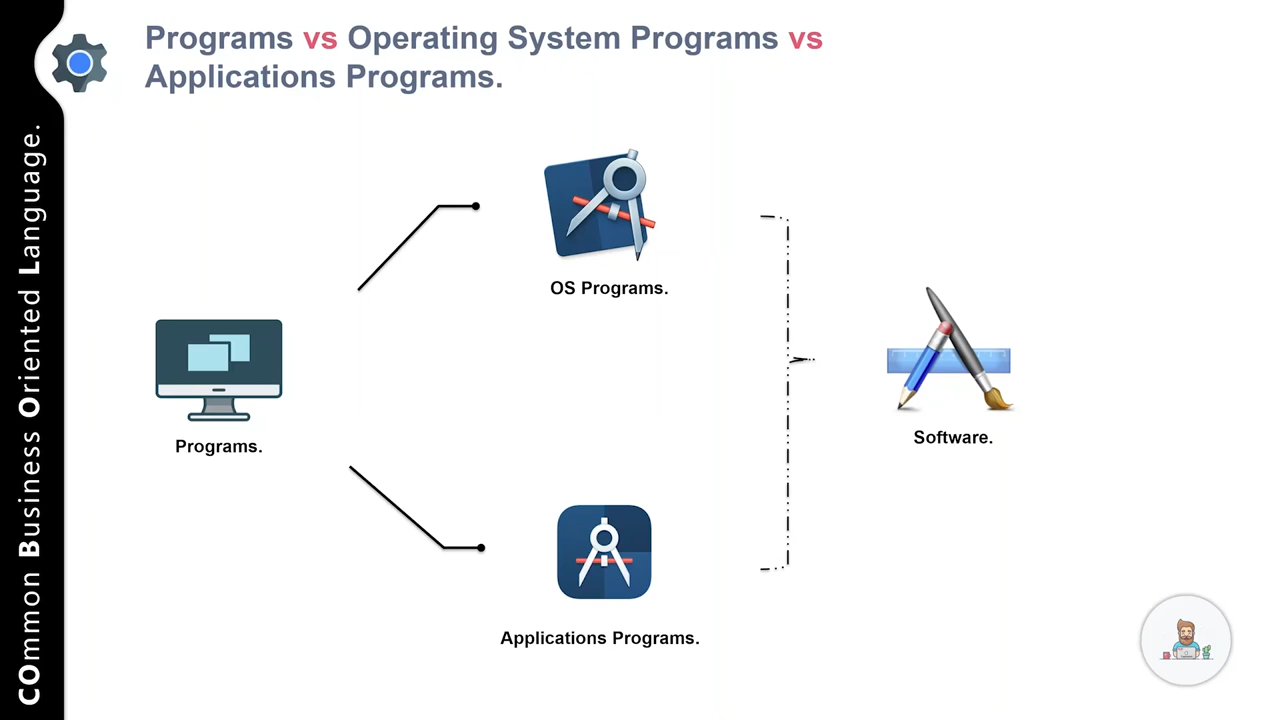 Programs vs Operating System Programs vs
Applications Programs.
COmmon Business Oriented Language.
OS Programs.
Programs.
Software.
Applications Programs.